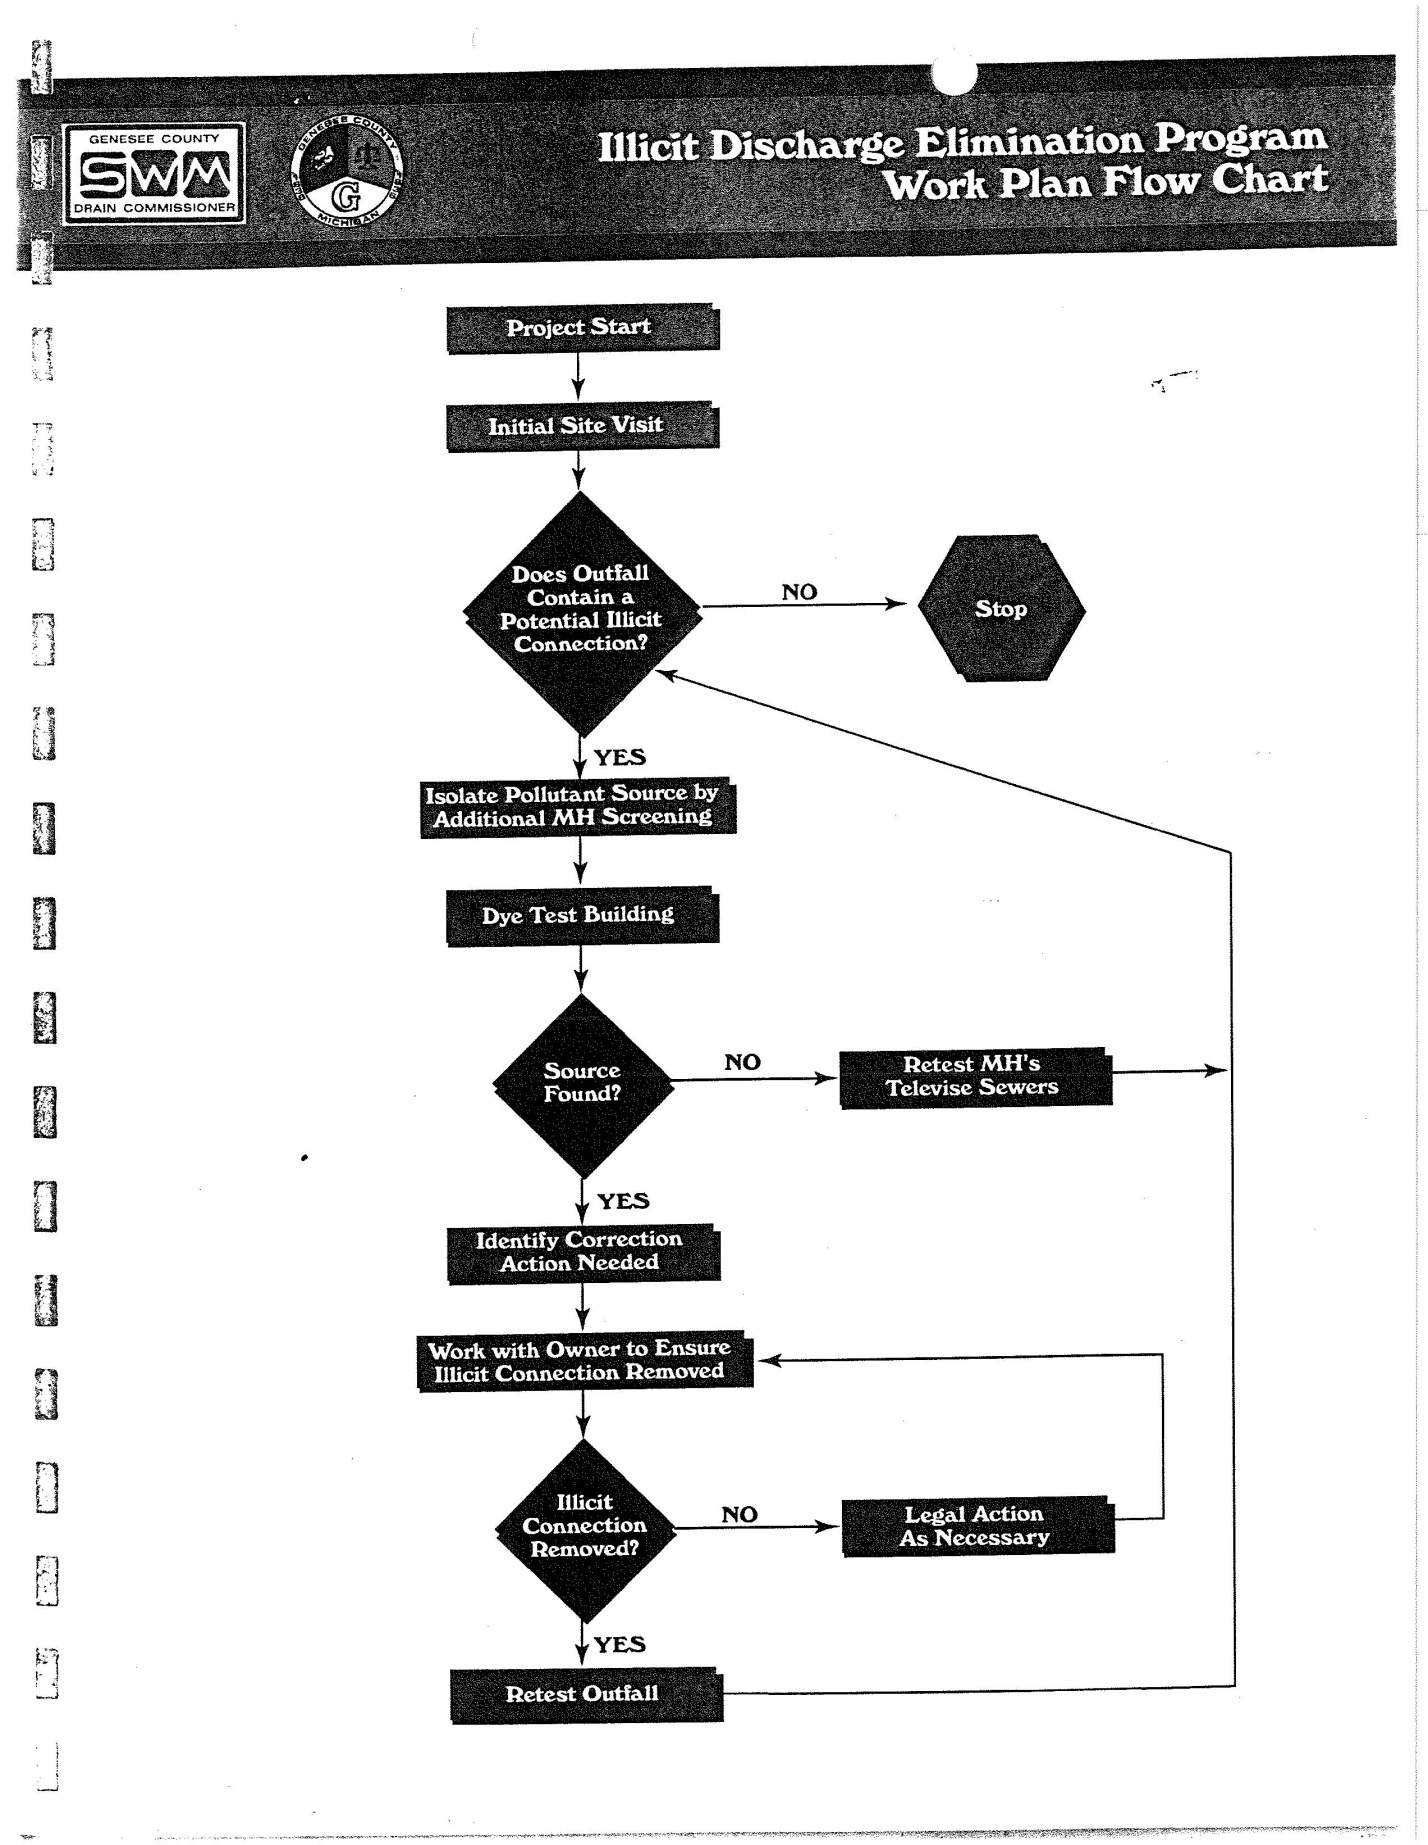 GENESEE COUNTY
SWM
DRAIN COMMISSIONER
GENESEE COUNTY
G
MICHIGAN
Illicit Discharge Elimination Program
Work Plan Flow Chart
Project Start
Initial Site Visit
Does Outfall
Contain a
Potential Illicit
Connection?
NO
Stop
YES
Isolate Pollutant Source by
Additional MH Screening
Dye Test Building
Source
Found?
NO
Retest MH's
Televise Sewers
YES
Identify Correction
Action Needed
Work with Owner to Ensure
Illicit Connection Removed
Illicit
Connection
Removed?
NO
Legal Action
As Necessary
YES
Retest Outfall